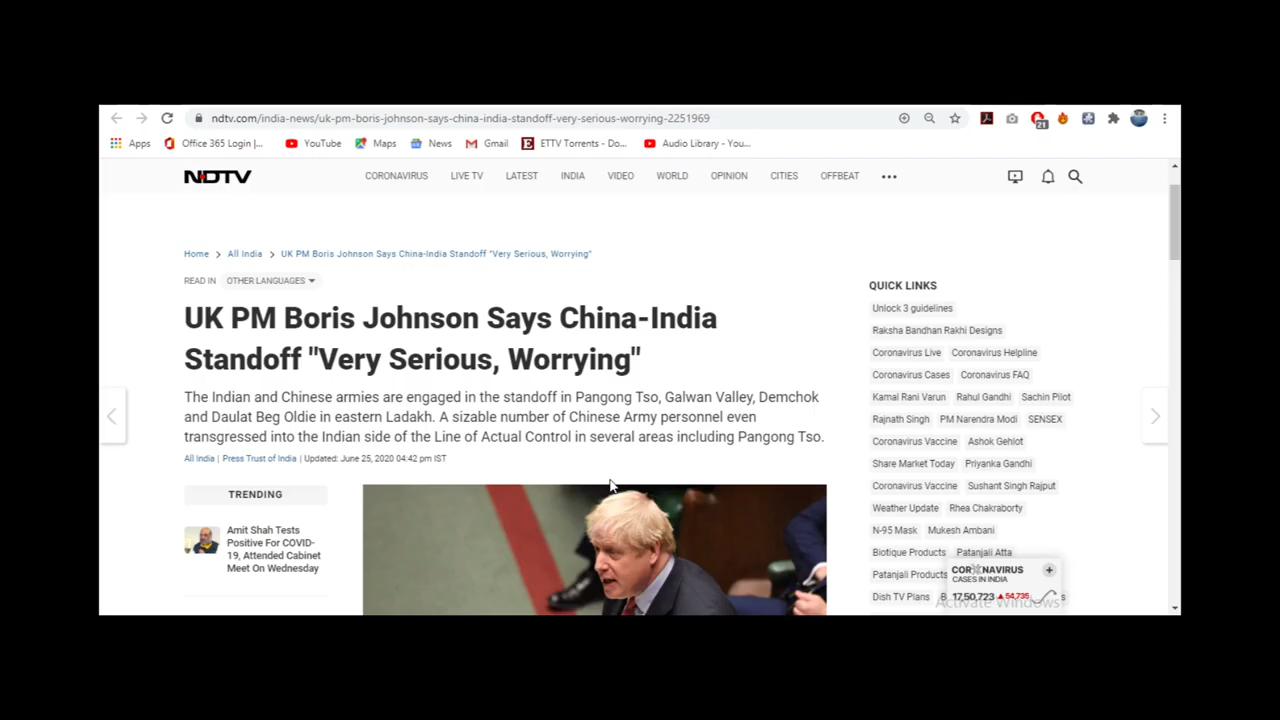 ndtv.com/india-news/uk-pm-boris-johnson-says-china-india-standoff-very-serious-worrying-2251969
21
Apps Office 365 Login |... YouTube Maps News Gmail ETTV Torrents - Do... Audio Library - You...
NDTV CORONAVIRUS LIVE TV LATEST INDIA VIDEO WORLD OPINION CITIES OFFBEAT
Home > All India > UK PM Boris Johnson Says China-India Standoff "Very Serious, Worrying"
READ IN OTHER LANGUAGES
UK PM Boris Johnson Says China-India
Standoff "Very Serious, Worrying"
The Indian and Chinese armies are engaged in the standoff in Pangong Tso, Galwan Valley, Demchok
and Daulat Beg Oldie in eastern Ladakh. A sizable number of Chinese Army personnel even
transgressed into the Indian side of the Line of Actual Control in several areas including Pangong Tso.
All India | Press Trust of India | Updated: June 25, 2020 04:42 pm IST
TRENDING
Amit Shah Tests
Positive For COVID-
19, Attended Cabinet
Meet On Wednesday
QUICK LINKS
Unlock 3 guidelines
Raksha Bandhan Rakhi Designs
Coronavirus Live Coronavirus Helpline
Coronavirus Cases Coronavirus FAQ
Kamal Rani Varun Rahul Gandhi Sachin Pilot
Rajnath Singh PM Narendra Modi SENSEX
Coronavirus Vaccine Ashok Gehlot
Share Market Today Priyanka Gandhi
Coronavirus Vaccine Sushant Singh Rajput
Weather Update Rhea Chakraborty
N-95 Mask Mukesh Ambani
Biotique Products Patanjali Atta
Patanjali Products
Dish TV Plans B
CORONAVIRUS
CASES IN INDIA
17,50,723 ▲54,735
Activate Windows